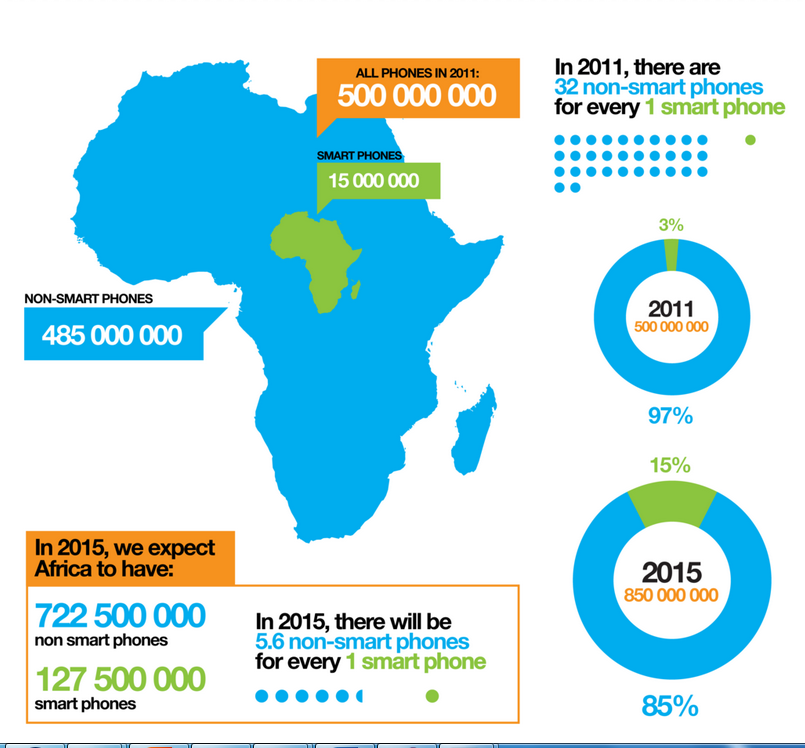 ALL PHONES IN 2011:
500 000 000
SMART PHONES
15 000 000
NON-SMART PHONES
485 000 000
In 2011, there are
32 non-smart phones
for every 1 smart phone
3%
2011
500 000 000
97%
15%
2015
850 000 000
85%
In 2015, we expect
Africa to have:
722 500 000
non smart phones
127 500 000
smart phones
In 2015, there will be
5.6 non-smart phones
for every 1 smart phone